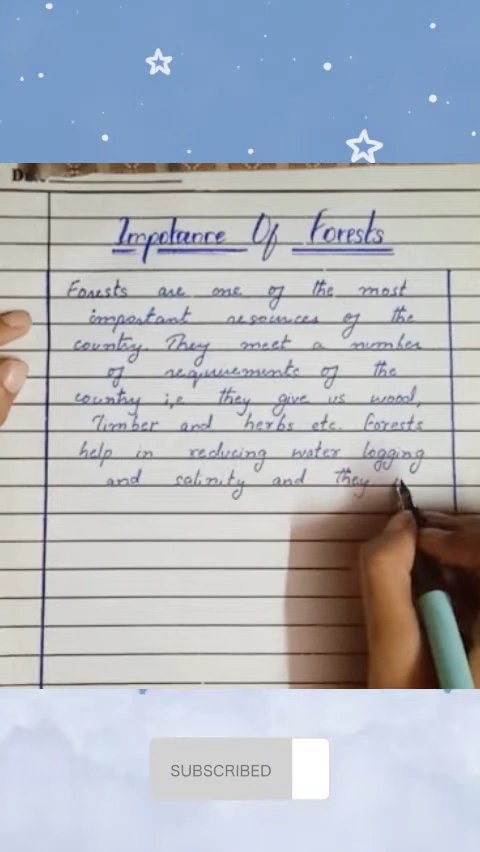 Impotance Of Forests
Forests are one of the most
important resources of the
country. They meet a number
of requirements of the
country i,e they give us wood,
Timber and herbs etc. Forests
help in reducing water logging
and salinity and they
SUBSCRIBED